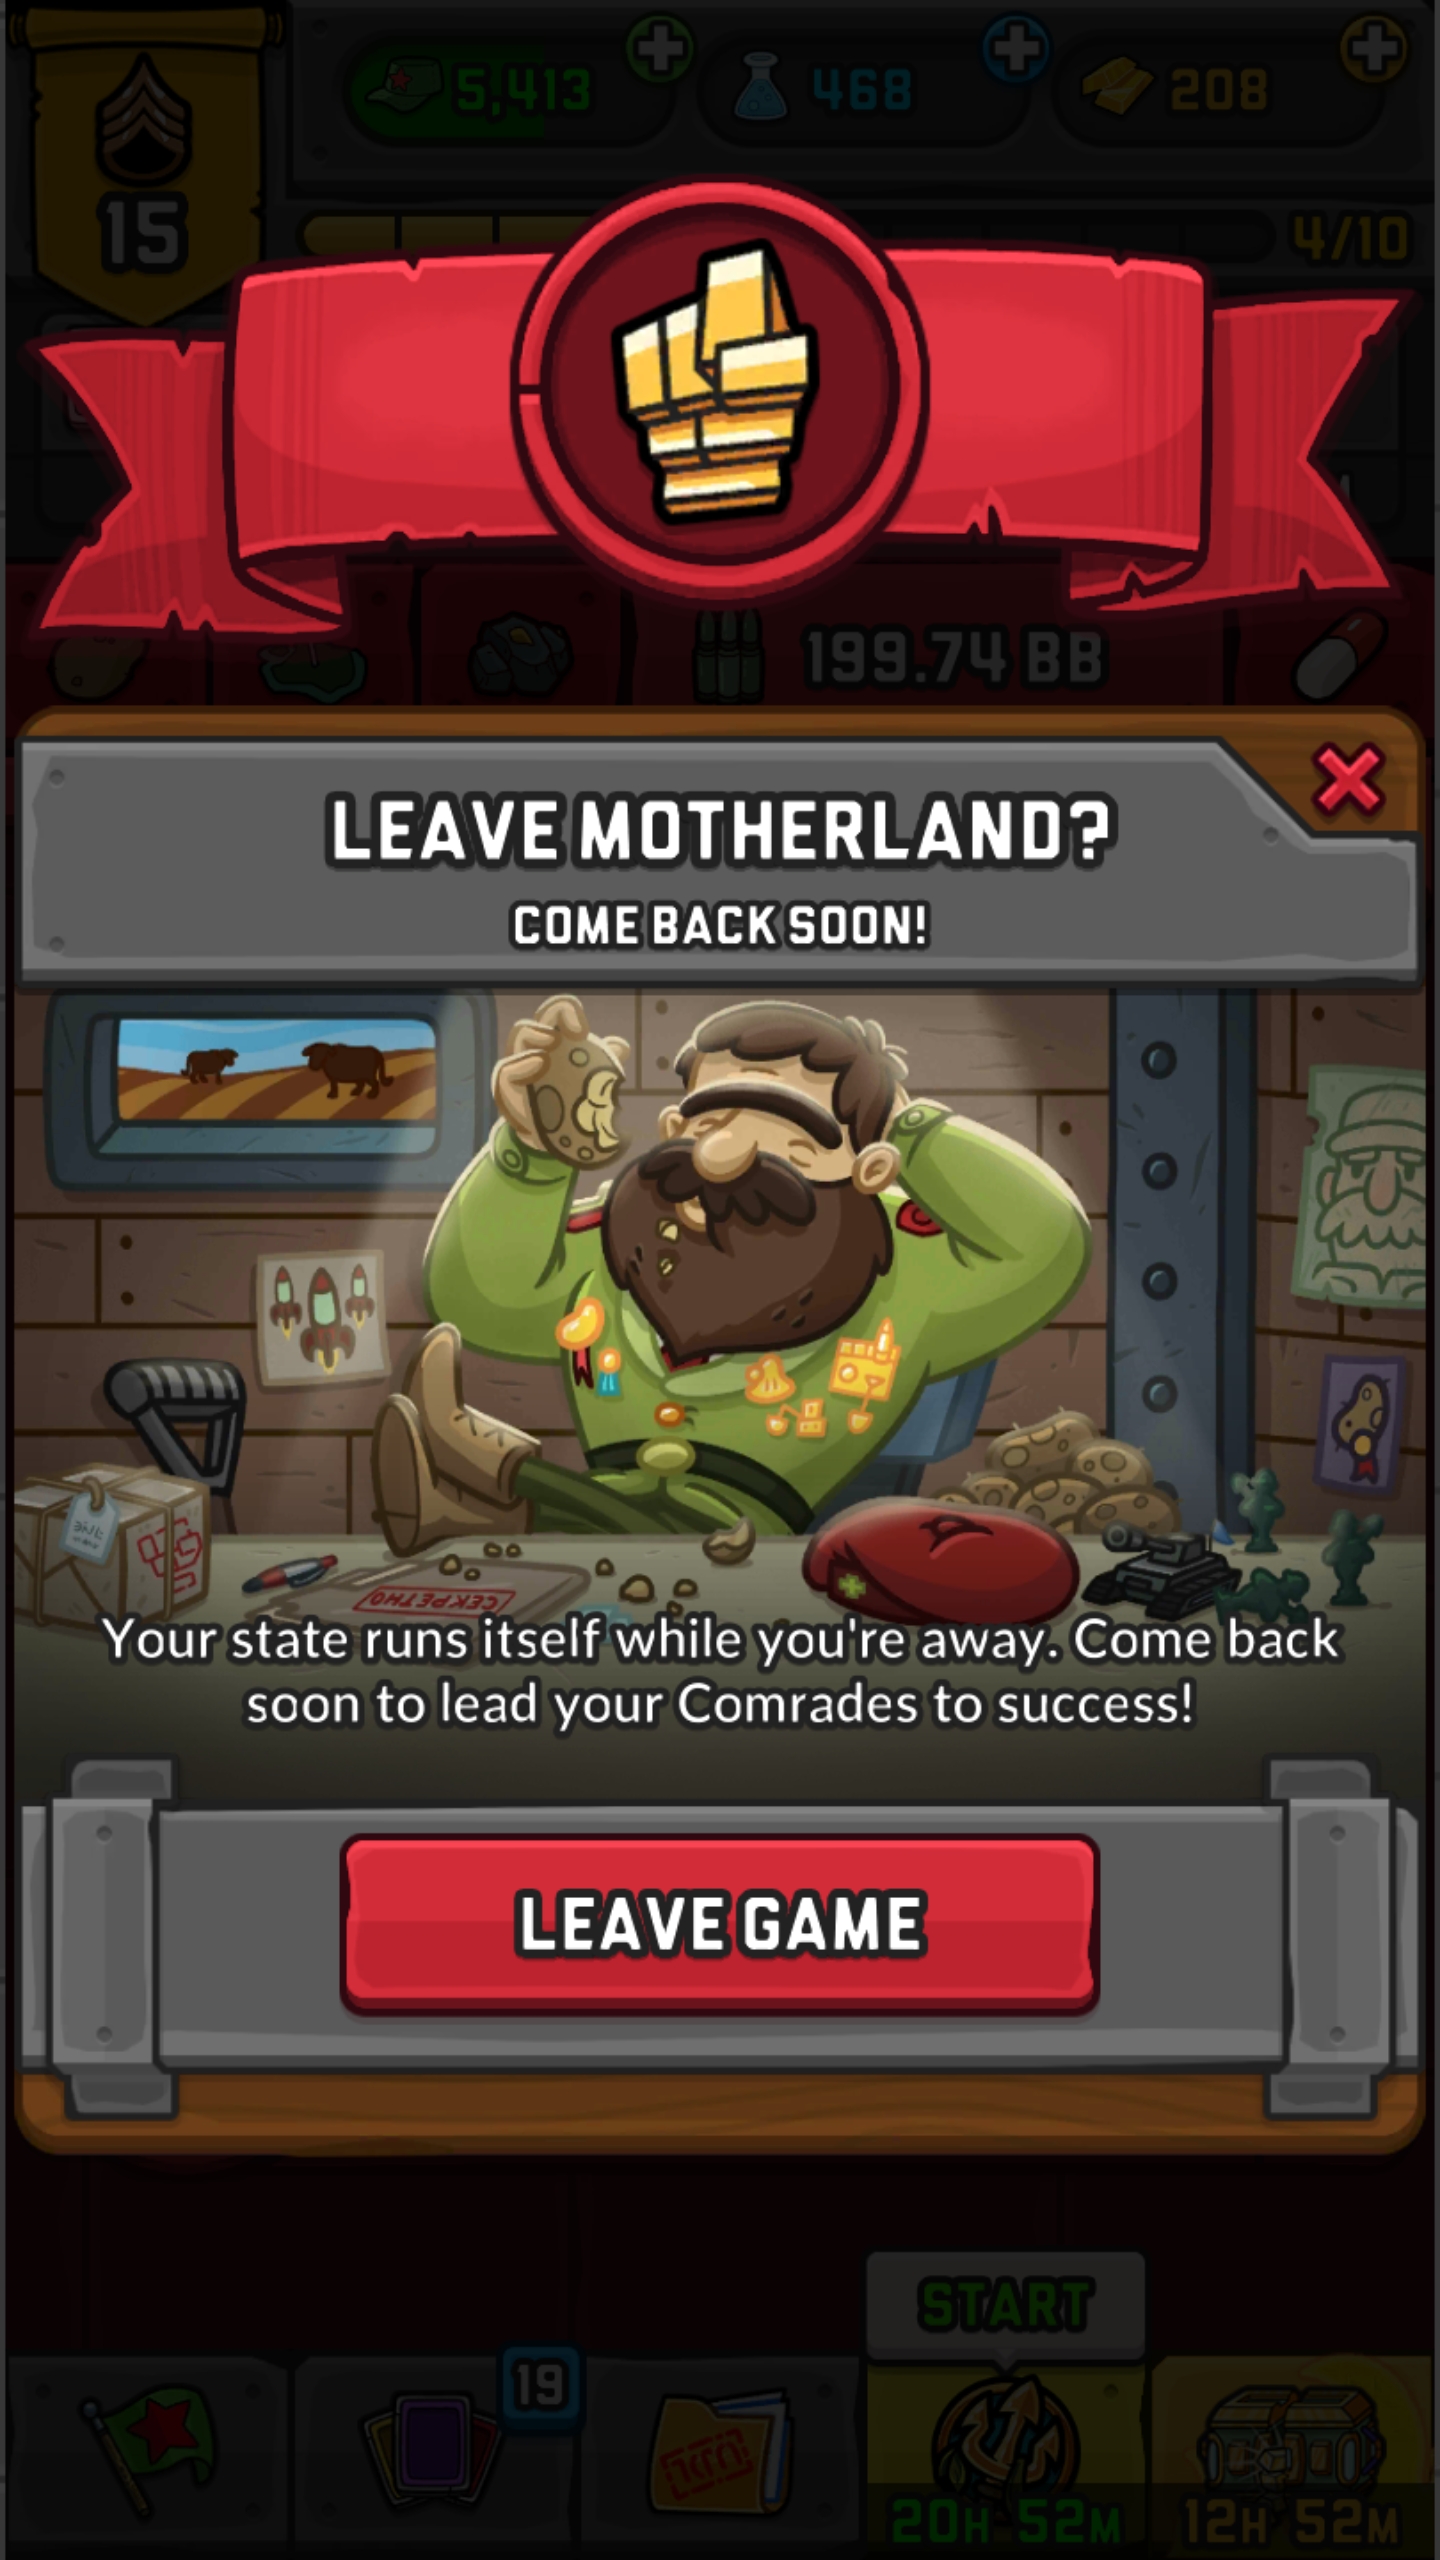 5,413
468
208
15
4/10
199.74 BB
LEAVE MOTHERLAND?
COME BACK SOON!
СЕКРЕТНО
Your state runs itself while you're away. Come back
soon to lead your Comrades to success!
LEAVE GAME
START
19
20H 52M
12H 52M